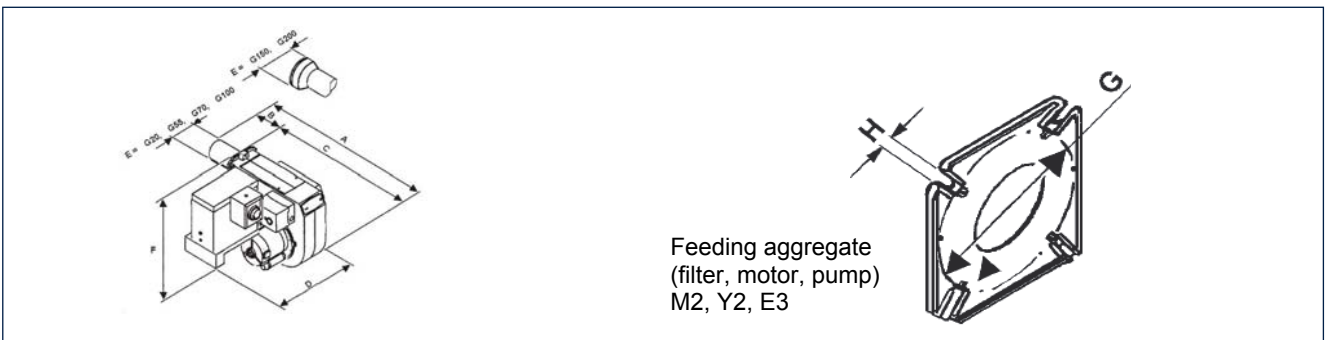 E = G150, G200
E = G20, G55, G70, G100
B
A
C
F
D
G
H
Feeding aggregate
(filter, motor, pump)
M2, Y2, E3